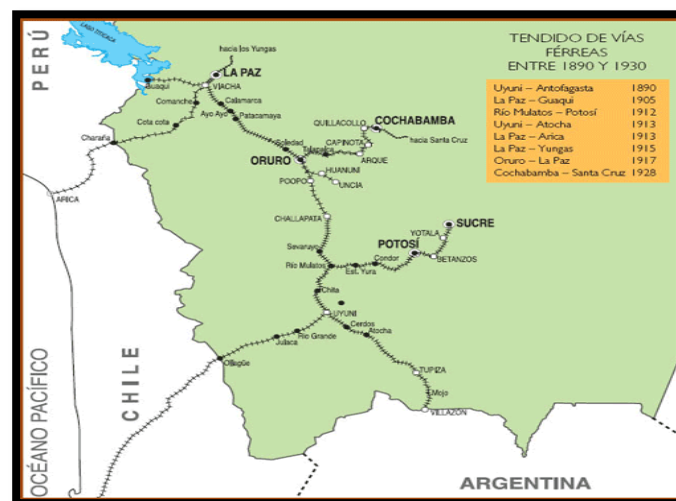 TENDIDO DE VÍAS
FÉRREAS
ENTRE 1890 Y 1930
Uyuni – Antofagasta 1890
La Paz – Guaqui 1905
Río Mulatos – Potosí 1912
Uyuni – Atocha 1913
La Paz – Arica 1913
La Paz – Yungas 1915
Oruro – La Paz 1917
Cochabamba – Santa Cruz 1928
PERÚ
LAGO TITICACA
hacia los Yungas
LA PAZ
Guaqui
VIACHA
Comanche
Calamarca
Ayo Ayo
Patacamaya
Cota cota
Charaña
ARICA
QUILLACOLLO
COCHABAMBA
hacia Santa Cruz
CAPINOTA
Soledad
ARQUE
ORURO
HUANUNI
POOPO
UNCIA
CHALLAPATA
SUCRE
YOTALA
POTOSÍ
BETANZOS
Sevaruyo
Río Mulatos
Est. Yura
Condor
Chita
UYUNI
Cerdos
Atocha
Río Grande
Julaca
Ollagüe
TUPIZA
Mojo
VILLAZÓN
OCÉANO PACÍFICO
CHILE
ARGENTINA